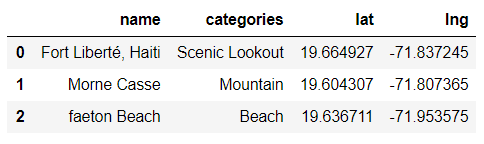 name categories lat lng
0 Fort Liberté, Haiti Scenic Lookout 19.664927 -71.837245
1 Morne Casse Mountain 19.604307 -71.807365
2 faeton Beach Beach 19.636711 -71.953575